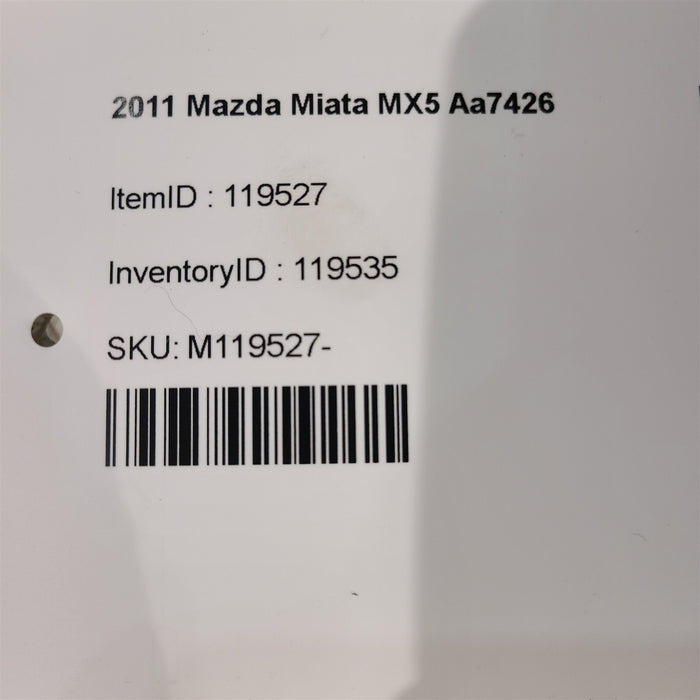 2011 Mazda Miata MX5 Aa7426
ItemID : 119527
InventoryID : 119535
SKU: M119527-